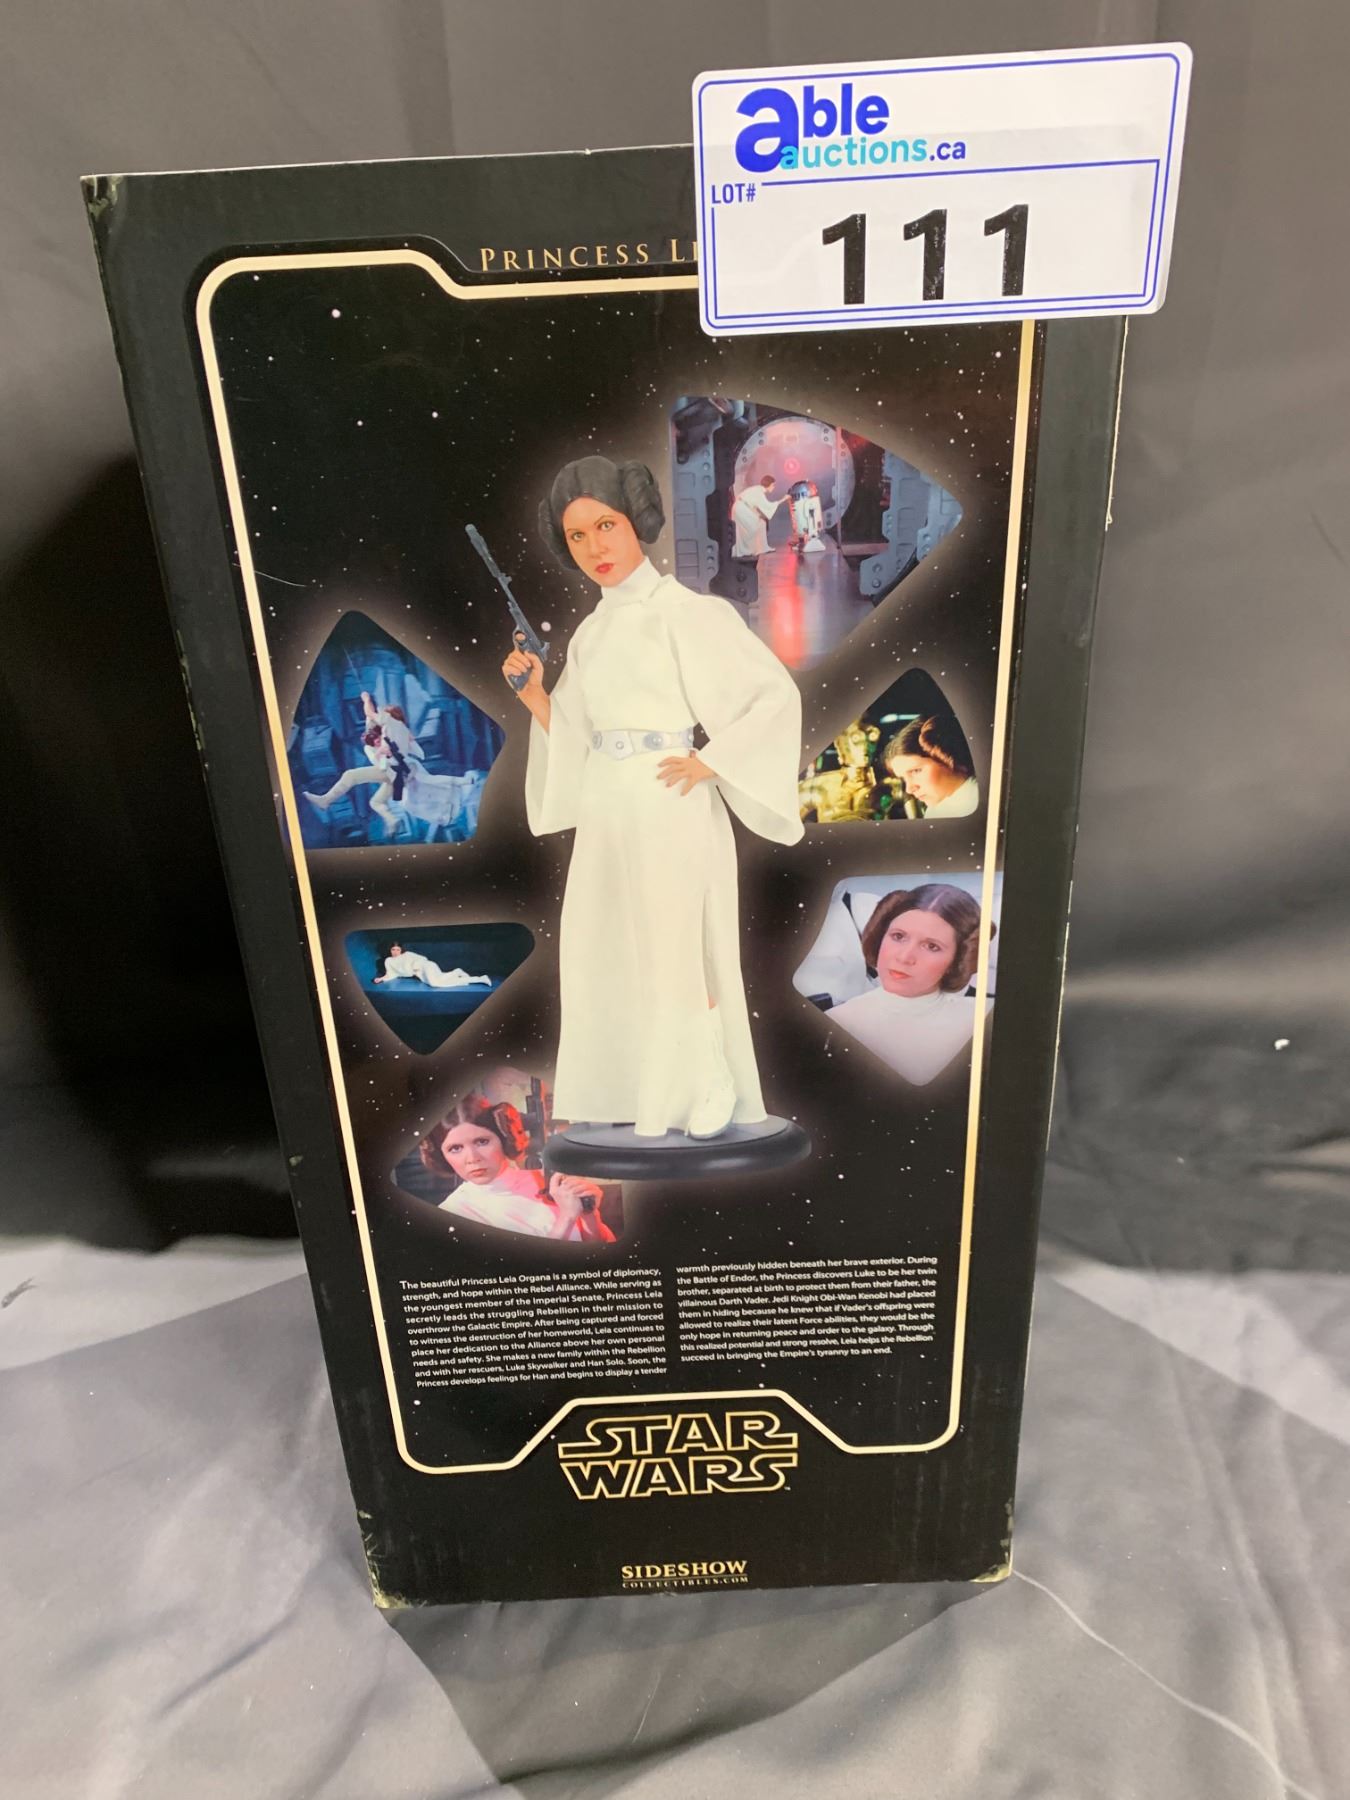 able
auctions.ca
LOT#
111
PRINCESS
The beautiful Princess Leia Organa is a symbol of diplomacy,
strength, and hope within the Rebel Alliance. While serving as
the youngest member of the Imperial Senate, Princess Leia
secretly leads the struggling Rebellion in their mission to
overthrow the Galactic Empire. After being captured and forced
to witness the destruction of her homeworld, Leia continues to
place her dedication to the Alliance above her own personal
needs and safety. She makes a new family within the Rebellion
and with her rescuers, Luke Skywalker and Han Solo. Soon, the
Princess develops feelings for Han and begins to display a tender
warmth previously hidden beneath her brave exterior. During
the Battle of Endor, the Princess discovers Luke to be her twin
brother, separated at birth to protect them from their father, the
villainous Darth Vader. Jedi Knight Obi-Wan Kenobi had placed
them in hiding because he knew that if Vader's offspring were
allowed to realize their latent Force abilities, they would be the
only hope in returning peace and order to the galaxy. Through
this realized potential and strong resolve, Leia helps the Rebellion
succeed in bringing the Empire's tyranny to an end.
STAR
WARS
SIDESHOW
COLLECTIBLES.COM